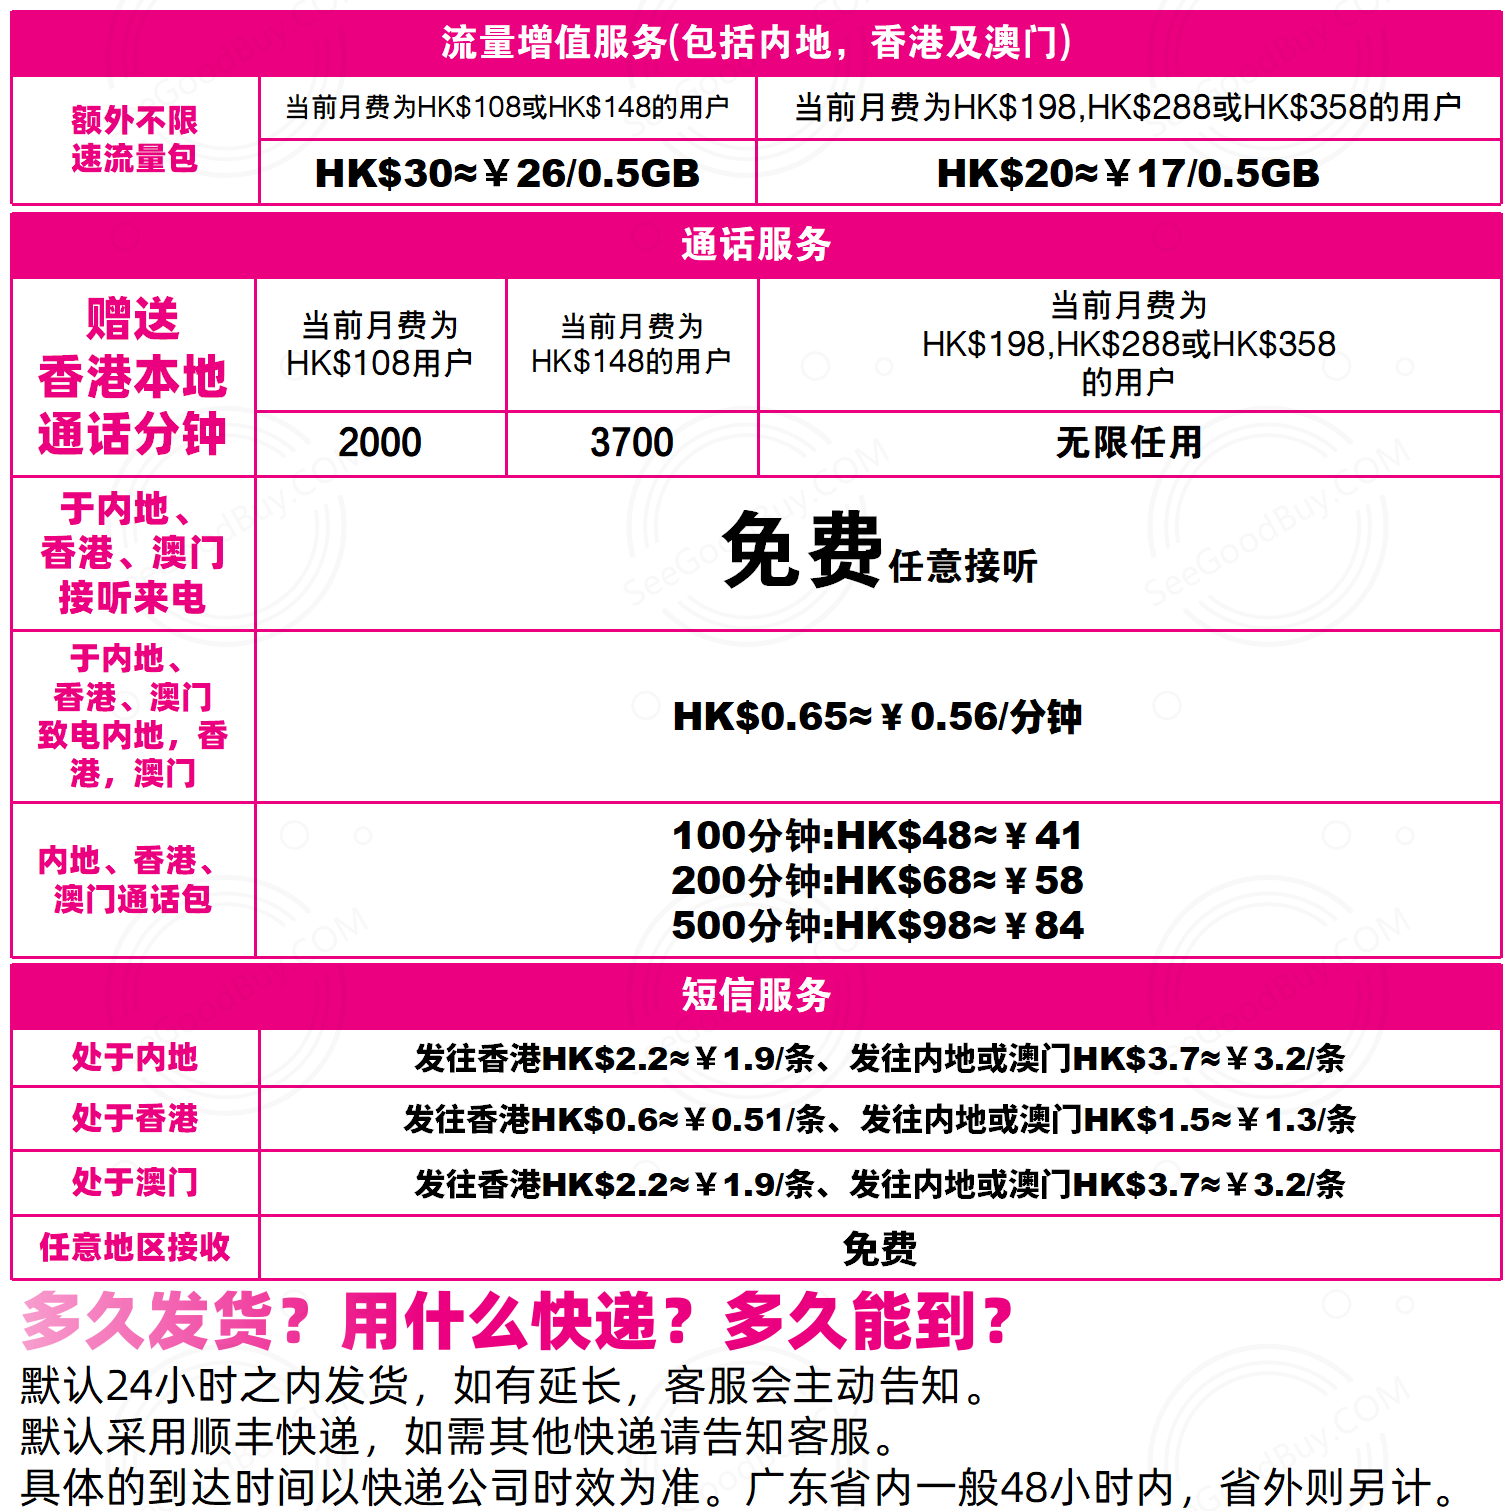 流量增值服务(包括内地，香港及澳门)
额外不限
速流量包
当前月费为HK$108或HK$148的用户
当前月费为HK$198,HK$288或HK$358的用户
HK$30≈￥26/0.5GB
HK$20≈￥17/0.5GB
通话服务
赠送
香港本地
通话分钟
当前月费为
HK$108用户
当前月费为
HK$148的用户
当前月费为
HK$198,HK$288或HK$358
的用户
2000
3700
无限任用
于内地、
香港、澳门
接听来电
免费任意接听
于内地、
香港、澳门
致电内地，香
港，澳门
HK$0.65≈￥0.56/分钟
内地、香港、
澳门通话包
100分钟:HK$48≈￥41
200分钟:HK$68≈￥58
500分钟:HK$98≈￥84
短信服务
处于内地
发往香港HK$2.2≈￥1.9/条、发往内地或澳门HK$3.7≈￥3.2/条
处于香港
发往香港HK$0.6≈￥0.51/条、发往内地或澳门HK$1.5≈￥1.3/条
处于澳门
发往香港HK$2.2≈￥1.9/条、发往内地或澳门HK$3.7≈￥3.2/条
任意地区接收
免费
多久发货？用什么快递？多久能到？
默认24小时之内发货，如有延长，客服会主动告知。
默认采用顺丰快递，如需其他快递请告知客服。
具体的到达时间以快递公司时效为准。广东省内一般48小时内，省外则另计。
SeeGoodBuy.COM